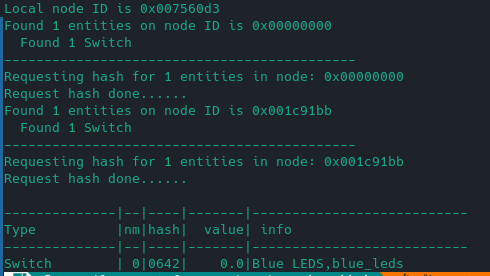 Local node ID is 0x007560d3
Found 1 entities on node ID is 0x00000000
  Found 1 Switch
--------------------------------------------
Requesting hash for 1 entities in node: 0x00000000
Request hash done......
Found 1 entities on node ID is 0x001c91bb
  Found 1 Switch
--------------------------------------------
Requesting hash for 1 entities in node: 0x001c91bb
Request hash done......
--------------|--|----|-------|---------------------------
Type          |nm|hash|  value| info
--------------|--|----|-------|---------------------------
Switch        | 0|0642|    0.0|Blue LEDS,blue_leds